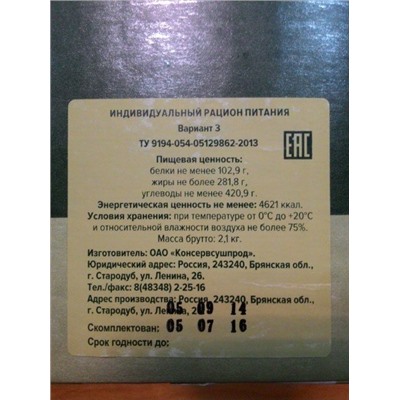 ИНДИВИДУАЛЬНЫЙ РАЦИОН ПИТАНИЯ
Вариант 3
ТУ 9194-054-05129862-2013
EAC
Пищевая ценность:
белки не менее 102,9 г,
жиры не более 281,8 г,
углеводы не менее 420,9 г.
Энергетическая ценность не менее: 4621 ккал.
Условия хранения: при температуре от 0°С до +20°С
и относительной влажности воздуха не более 75%.
Масса брутто: 2,1 кг.
Изготовитель: ОАО «Консервсушпрод».
Юридический адрес: Россия, 243240, Брянская обл.,
г. Стародуб, ул. Ленина, 26.
Тел./факс: 8(48348) 2-25-16
Адрес производства: Россия, 243240, Брянская обл.,
г. Стародуб, ул. Ленина, 26.
05 09 14
Скомплектован:
05 07 16
Срок годности до: